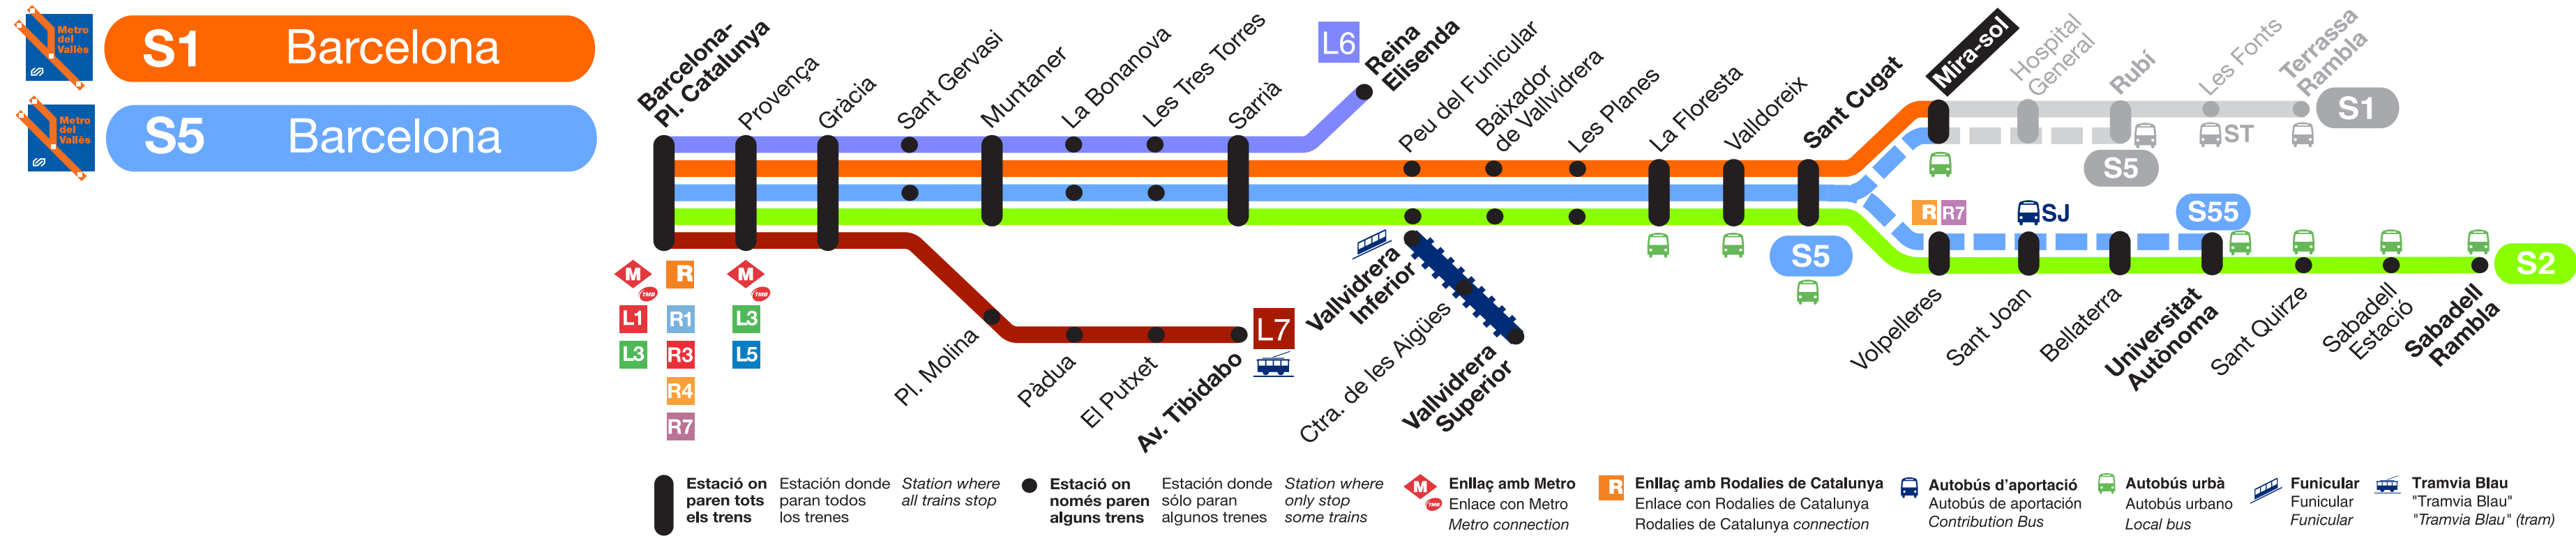 Metro
del
Vallès
S1 Barcelona
Metro
del
Vallès
S5 Barcelona
Barcelona-
Pl. Catalunya
Provença
Gràcia
Sant Gervasi
Muntaner
La Bonanova
Les Tres Torres
Sarrià
L6
Reina
Elisenda
Peu del Funicular
Baixador
de Vallvidrera
Les Planes
La Floresta
Valldoreix
Sant Cugat
Mira-sol
Hospital
General
Rubí
Les Fonts
Terrassa
Rambla
S1
ST
S5
R R7
SJ
S55
S5
S2
M
TMB
L1
L3
R
R1
R3
R4
R7
M
TMB
L3
L5
Pl. Molina
Pàdua
El Putxet
Av. Tibidabo
L7
Vallvidrera
Inferior
Ctra. de les Aigües
Vallvidrera
Superior
Volpelleres
Sant Joan
Bellaterra
Universitat
Autònoma
Sant Quirze
Sabadell
Estació
Sabadell
Rambla
Estació on
paren tots
els trens
Estación donde
paran todos
los trenes
Station where
all trains stop
Estació on
només paren
alguns trens
Estación donde
sólo paran
algunos trenes
Station where
only stop
some trains
M
TMB
Enllaç amb Metro
Enlace con Metro
Metro connection
R
Enllaç amb Rodalies de Catalunya
Enlace con Rodalies de Catalunya
Rodalies de Catalunya connection
Autobús d'aportació
Autobús de aportación
Contribution Bus
Autobús urbà
Autobús urbano
Local bus
Funicular
Funicular
Funicular
Tramvia Blau
"Tramvia Blau"
"Tramvia Blau" (tram)